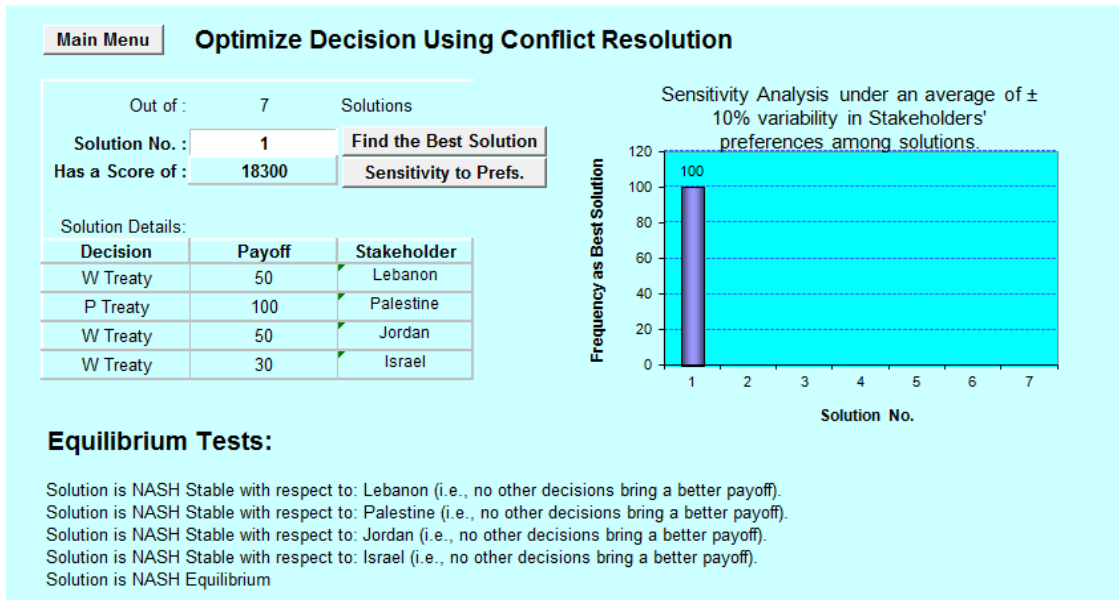 Main Menu
Optimize Decision Using Conflict Resolution
Out of : 7 Solutions
Solution No. : 1 Find the Best Solution
Has a Score of : 18300 Sensitivity to Prefs.
Solution Details:
Decision Payoff Stakeholder
W Treaty 50 Lebanon
P Treaty 100 Palestine
W Treaty 50 Jordan
W Treaty 30 Israel
Sensitivity Analysis under an average of ±
10% variability in Stakeholders'
preferences among solutions.
Frequency as Best Solution
120
100
80
60
40
20
0
100
1 2 3 4 5 6 7
Solution No.
Equilibrium Tests:
Solution is NASH Stable with respect to: Lebanon (i.e., no other decisions bring a better payoff).
Solution is NASH Stable with respect to: Palestine (i.e., no other decisions bring a better payoff).
Solution is NASH Stable with respect to: Jordan (i.e., no other decisions bring a better payoff).
Solution is NASH Stable with respect to: Israel (i.e., no other decisions bring a better payoff).
Solution is NASH Equilibrium